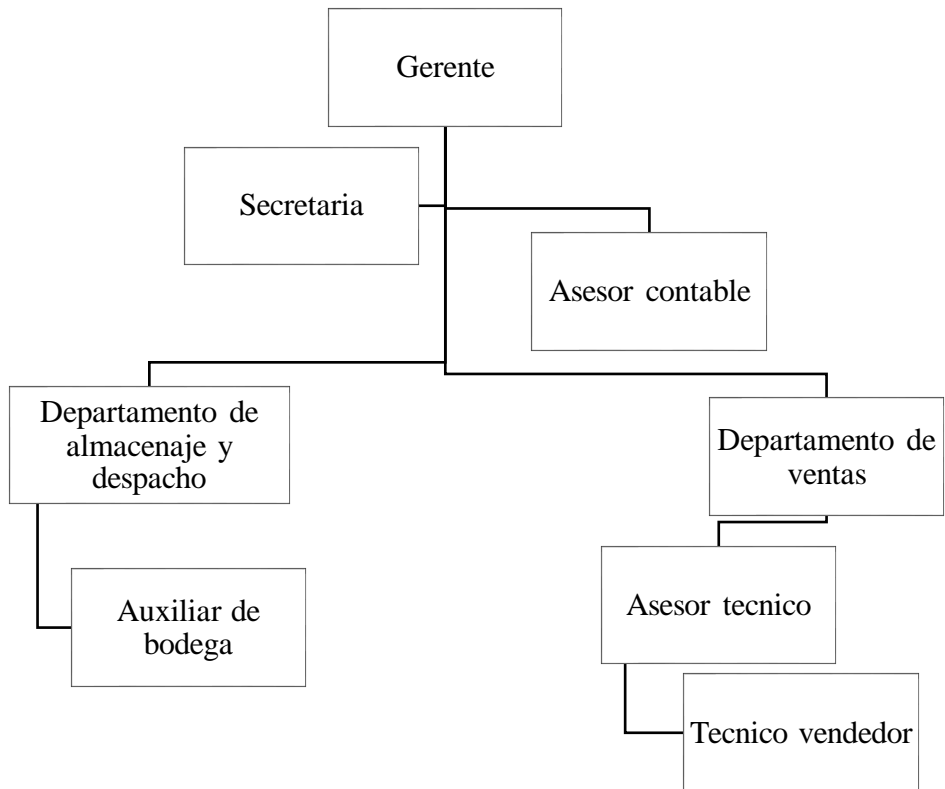 Gerente
Secretaria
Asesor contable
Departamento de
almacenaje y
despacho
Departamento de
ventas
Auxiliar de
bodega
Asesor tecnico
Tecnico vendedor